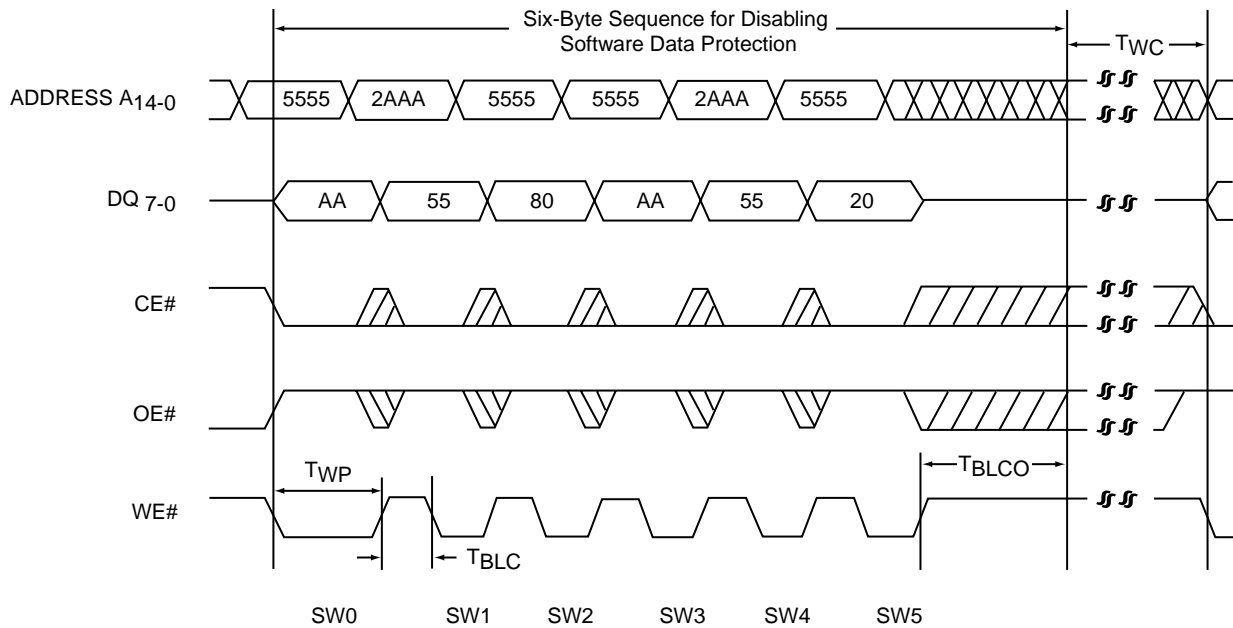 Six-Byte Sequence for Disabling
Software Data Protection
TWC
ADDRESS A14-0
5555 2AAA 5555 5555 2AAA 5555
DQ 7-0
AA 55 80 AA 55 20
CE#
OE#
TWP
TBLCO
WE#
TBLC
SW0 SW1 SW2 SW3 SW4 SW5